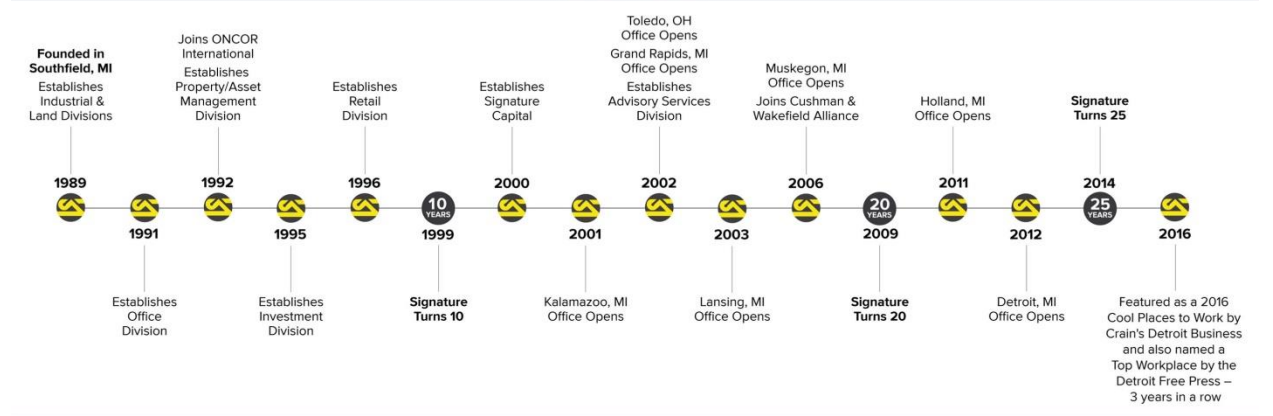 Founded in
Southfield, MI
Establishes
Industrial &
Land Divisions
1989
1991
Establishes
Office
Division
Joins ONCOR
International
Establishes
Property/Asset
Management
Division
1992
1995
Establishes
Investment
Division
Establishes
Retail
Division
1996
10
YEARS
1999
Signature
Turns 10
Establishes
Signature
Capital
2000
2001
Kalamazoo, MI
Office Opens
Toledo, OH
Office Opens
Grand Rapids, MI
Office Opens
Establishes
Advisory Services
Division
2002
2003
Lansing, MI
Office Opens
Muskegon, MI
Office Opens
Joins Cushman &
Wakefield Alliance
2006
20
YEARS
2009
Signature
Turns 20
Holland, MI
Office Opens
2011
2012
Detroit, MI
Office Opens
Signature
Turns 25
2014
25
YEARS
2016
Featured as a 2016
Cool Places to Work by
Crain's Detroit Business
and also named a
Top Workplace by the
Detroit Free Press –
3 years in a row